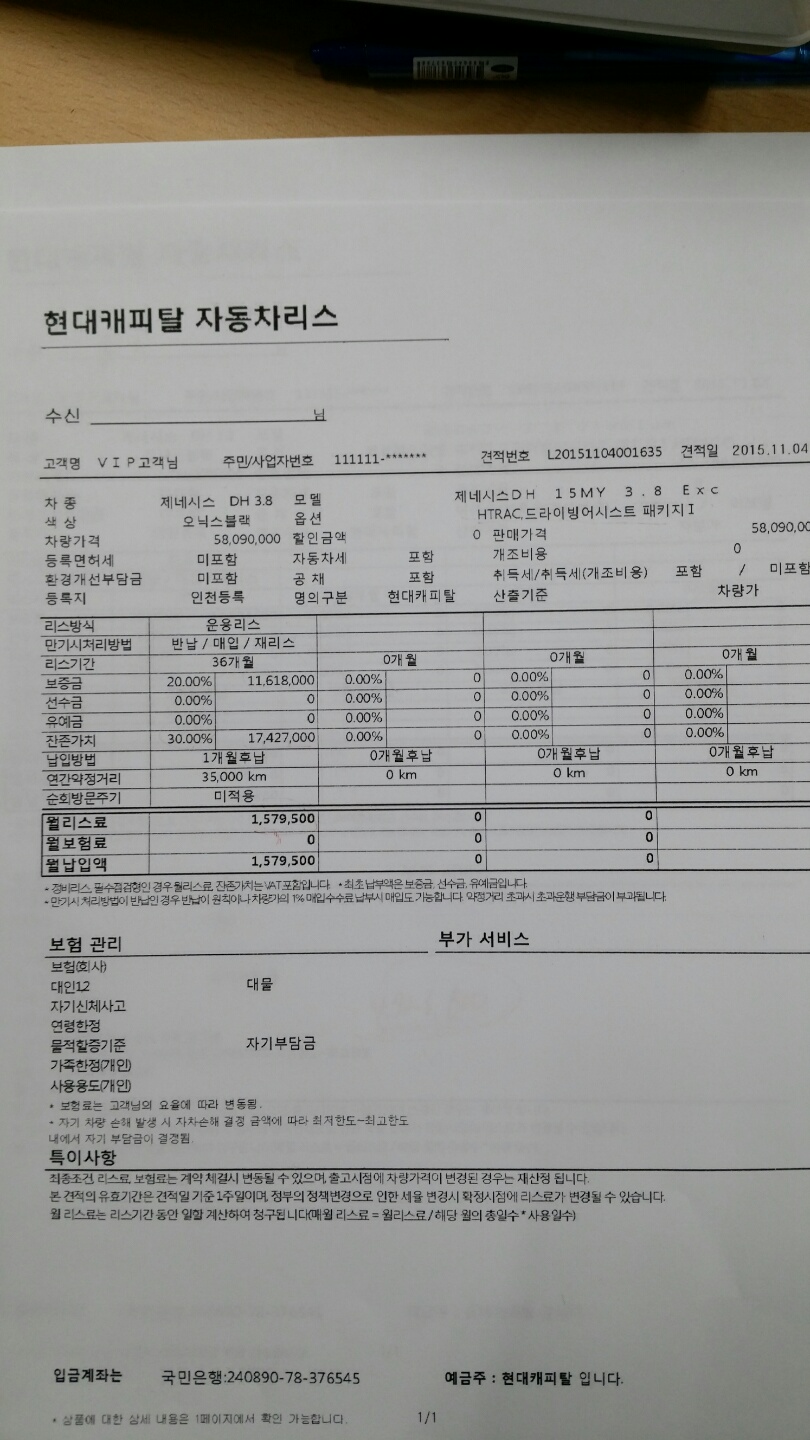 현대캐피탈 자동차리스
수신 님
고객명 VIP고객님 주민/사업자번호 111111-******* 견적번호 L20151104001635 견적일 2015.11.04
차 종 제네시스 DH 3.8 모델 제네시스DH 15MY 3.8 Exc
색 상 오닉스블랙 옵션 HTRAC,드라이빙어시스트 패키지I
차량가격 58,090,000 할인금액 0 판매가격 58,090,00
등록면허세 미포함 자동차세 포함 개조비용 0
환경개선부담금 미포함 공 채 포함 취득세/취득세(개조비용) 포함 / 미포함
등록지 인천등록 명의구분 현대캐피탈 산출기준 차량가
리스방식 운용리스
만기시처리방법 반납 / 매입 / 재리스
리스기간 36개월 0개월 0개월 0개월
보증금 20.00% 11,618,000 0.00% 0 0.00% 0 0.00%
선수금 0.00% 0 0.00% 0 0.00% 0 0.00%
유예금 0.00% 0 0.00% 0 0.00% 0 0.00%
잔존가치 30.00% 17,427,000 0.00% 0 0.00% 0 0.00%
납입방법 1개월후납 0개월후납 0개월후납 0개월후납
연간약정거리 35,000 km 0 km 0 km 0 km
순회방문주기 미적용
월리스료 1,579,500 0 0
월보험료 0 0 0
월납입액 1,579,500 0 0
- 정비리스, 필수점검형인 경우 월리스료, 잔존가치는 VAT포함입니다. * 최초 납부액은 보증금, 선수금, 유예금입니다.
- 만기시 처리방법이 반납인 경우 반납이 원칙이나 차량가의 1% 매입수수료 납부시 매입도 가능합니다. 약정거리 초과시 초과운행 부담금이 부과됩니다.
보험 관리 부가 서비스
보험(회사)
대인1,2 대물
자기신체사고
연령한정
물적할증기준 자기부담금
가족한정(개인)
사용용도(개인)
* 보험료는 고객님의 요율에 따라 변동됨.
* 자기 차량 손해 발생 시 자차손해 결정 금액에 따라 최저한도~최고한도
내에서 자기 부담금이 결정됨.
특이사항
최종조건, 리스료, 보험료는 계약 체결시 변동될 수 있으며, 출고시점에 차량가격이 변경된 경우는 재산정 됩니다.
본 견적의 유효기간은 견적일 기준 1주일이며, 정부의 정책변경으로 인한 세율 변경시 확정시점에 리스료가 변경될 수 있습니다.
월 리스료는 리스기간 동안 일할 계산하여 청구됩니다(매월 리스료 = 월리스료 / 해당 월의 총일수 * 사용일수)
입금계좌는 국민은행:240890-78-376545 예금주 : 현대캐피탈 입니다.
* 상품에 대한 상세 내용은 1페이지에서 확인 가능합니다. 1/1